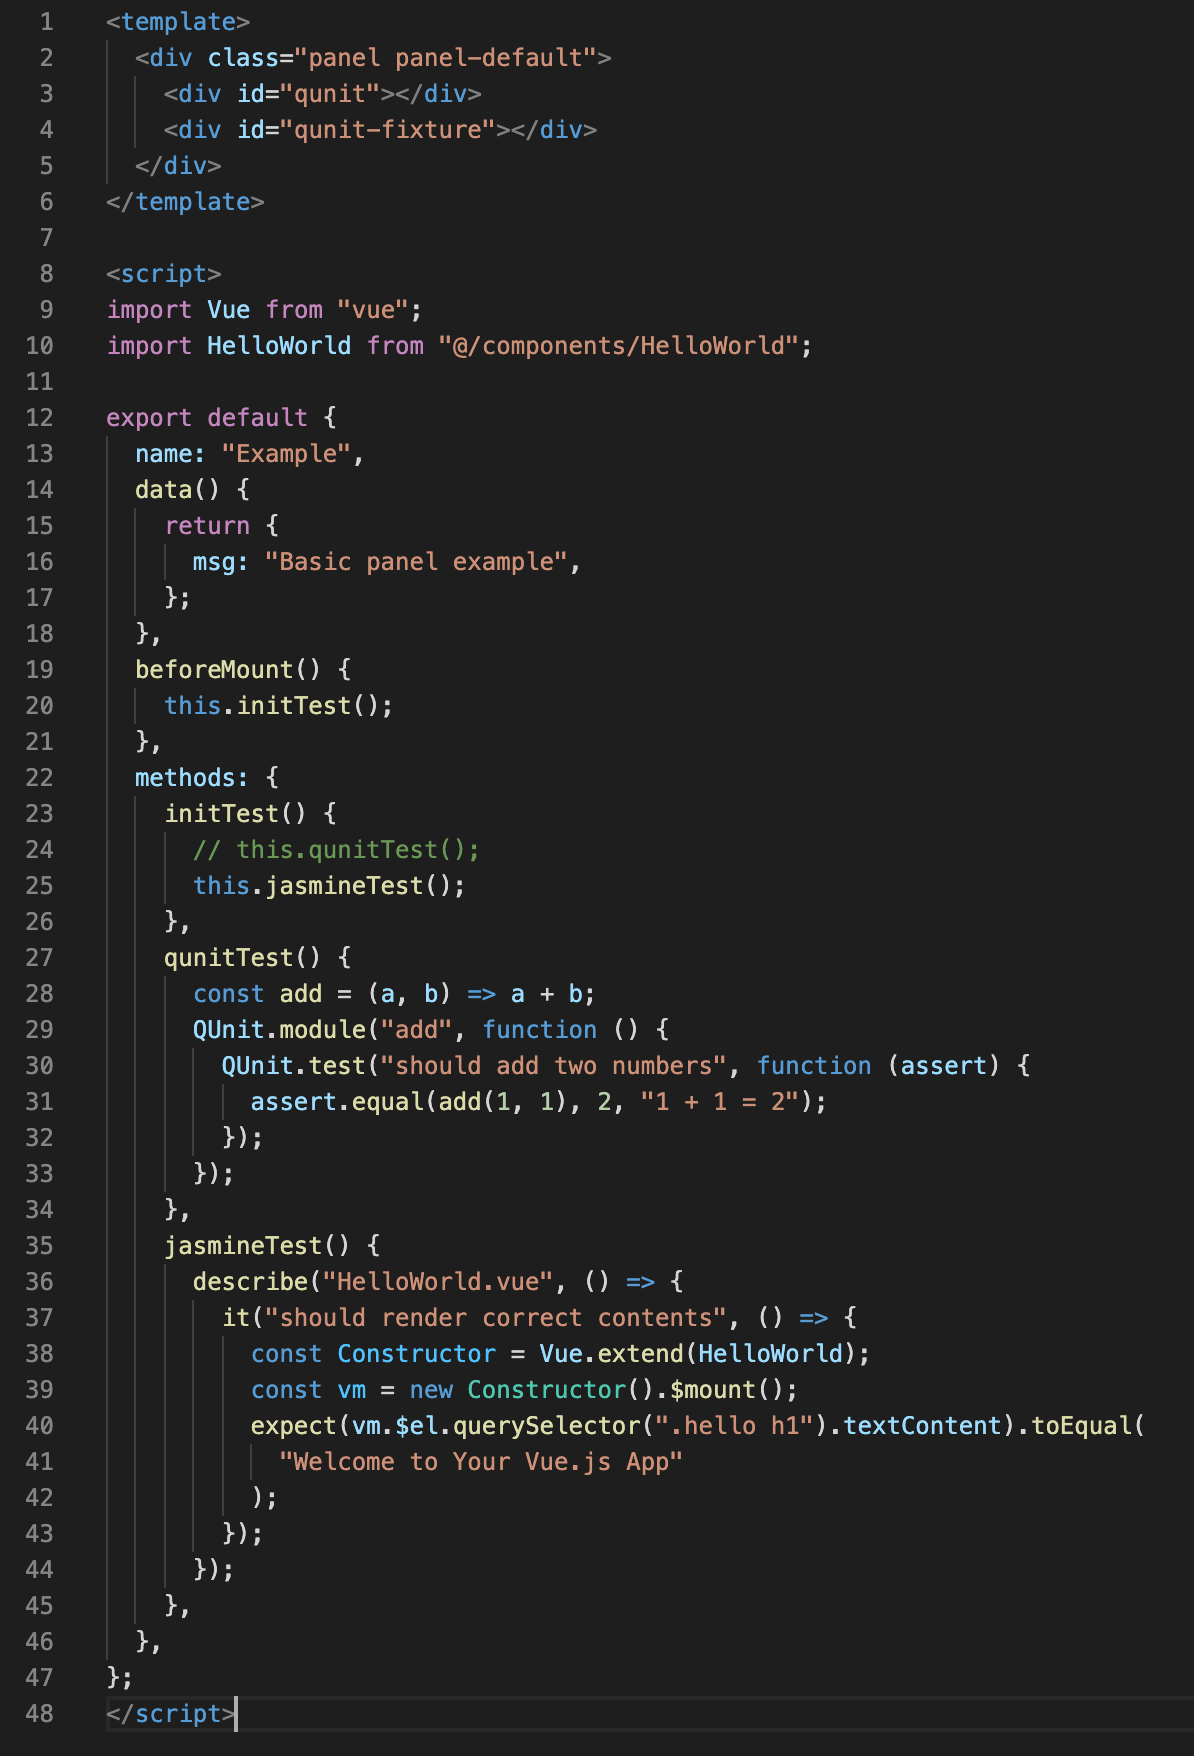 1 <template>
2   <div class="panel panel-default">
3     <div id="qunit"></div>
4     <div id="qunit-fixture"></div>
5   </div>
6 </template>
7
8 <script>
9 import Vue from "vue";
10 import HelloWorld from "@/components/HelloWorld";
11
12 export default {
13   name: "Example",
14   data() {
15     return {
16       msg: "Basic panel example",
17     };
18   },
19   beforeMount() {
20     this.initTest();
21   },
22   methods: {
23     initTest() {
24       // this.qunitTest();
25       this.jasmineTest();
26     },
27     qunitTest() {
28       const add = (a, b) => a + b;
29       QUnit.module("add", function () {
30         QUnit.test("should add two numbers", function (assert) {
31           assert.equal(add(1, 1), 2, "1 + 1 = 2");
32         });
33       });
34     },
35     jasmineTest() {
36       describe("HelloWorld.vue", () => {
37         it("should render correct contents", () => {
38           const Constructor = Vue.extend(HelloWorld);
39           const vm = new Constructor().$mount();
40           expect(vm.$el.querySelector(".hello h1").textContent).toEqual(
41             "Welcome to Your Vue.js App"
42           );
43         });
44       });
45     },
46   },
47 };
48 </script>